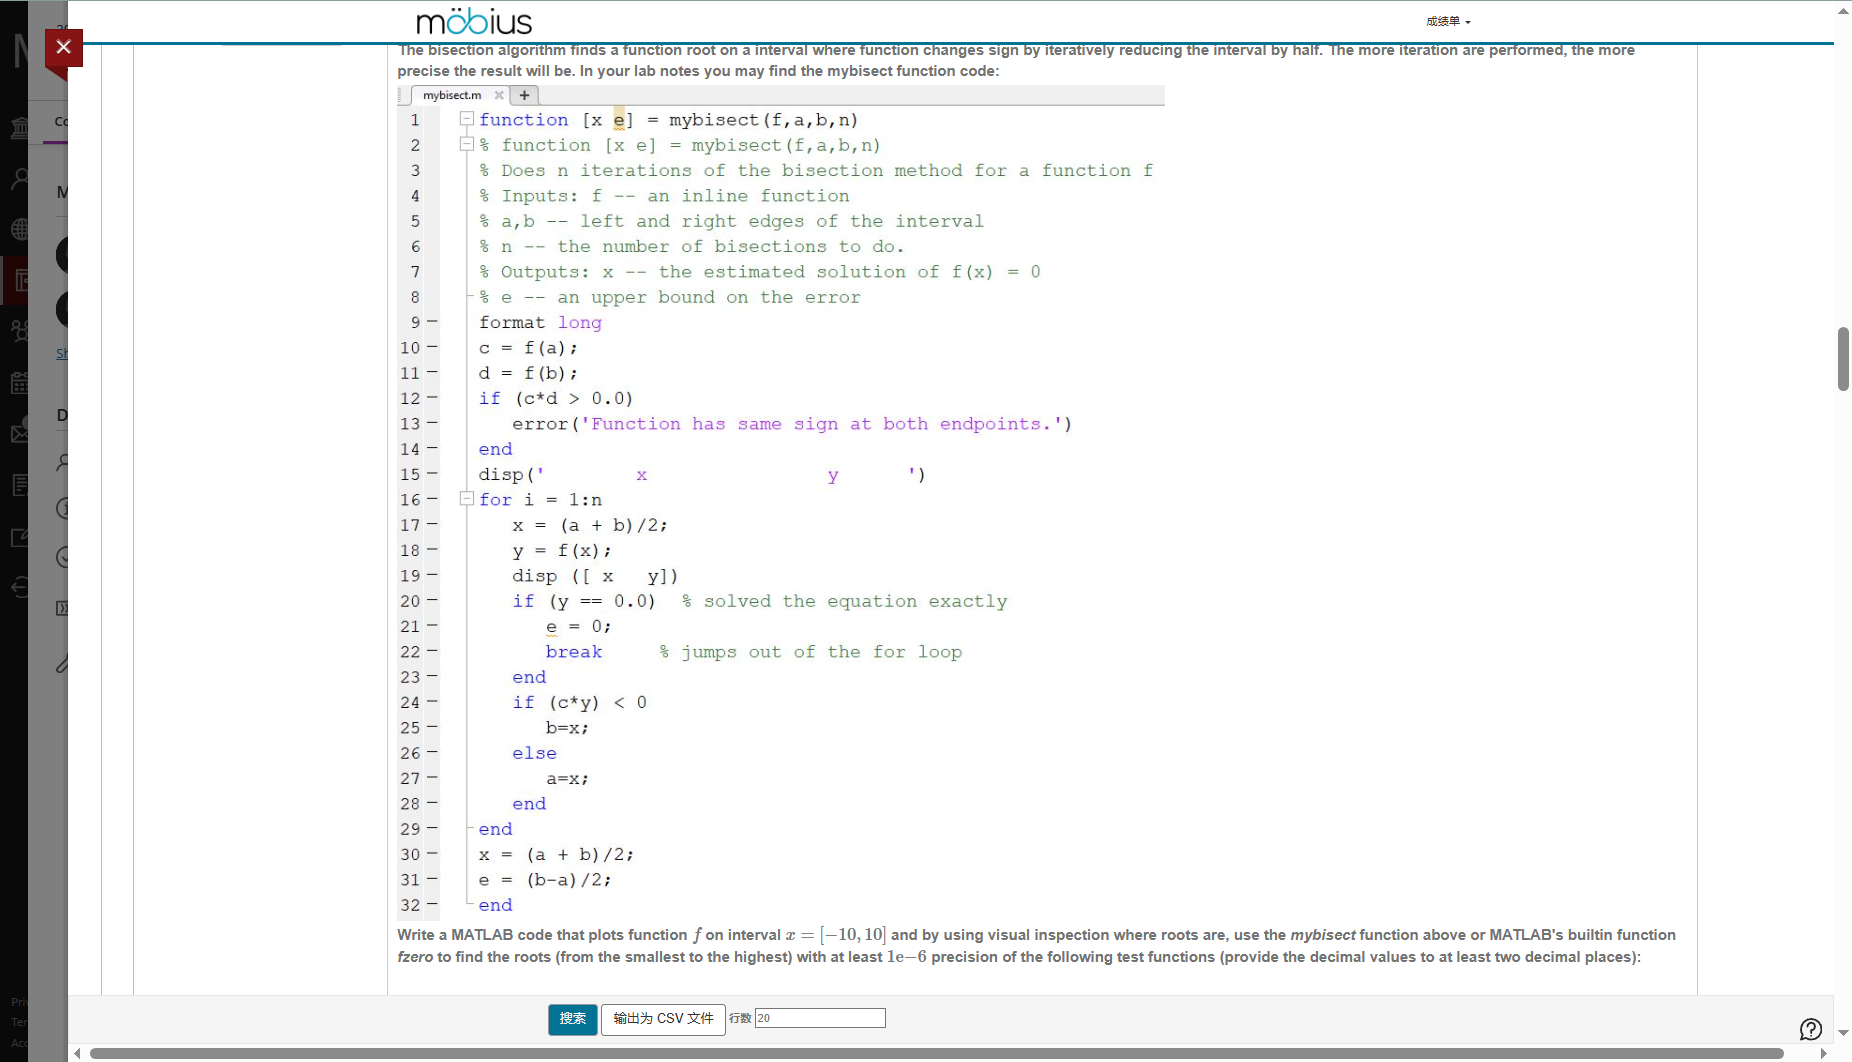 möbius
成绩单
The bisection algorithm finds a function root on a interval where function changes sign by iteratively reducing the interval by half. The more iteration are performed, the more
precise the result will be. In your lab notes you may find the mybisect function code:
mybisect.m
1 function [x e] = mybisect(f,a,b,n)
2 % function [x e] = mybisect(f,a,b,n)
3 % Does n iterations of the bisection method for a function f
4 % Inputs: f -- an inline function
5 % a,b -- left and right edges of the interval
6 % n -- the number of bisections to do.
7 % Outputs: x -- the estimated solution of f(x) = 0
8 % e -- an upper bound on the error
9 format long
10 c = f(a);
11 d = f(b);
12 if (c*d > 0.0)
13 error('Function has same sign at both endpoints.')
14 end
15 disp(' x y ')
16 for i = 1:n
17 x = (a + b)/2;
18 y = f(x);
19 disp ([ x y])
20 if (y == 0.0) % solved the equation exactly
21 e = 0;
22 break % jumps out of the for loop
23 end
24 if (c*y) < 0
25 b=x;
26 else
27 a=x;
28 end
29 end
30 x = (a + b)/2;
31 e = (b-a)/2;
32 end
Write a MATLAB code that plots function f on interval x = [−10, 10] and by using visual inspection where roots are, use the mybisect function above or MATLAB's builtin function
fzero to find the roots (from the smallest to the highest) with at least 1e−6 precision of the following test functions (provide the decimal values to at least two decimal places):
搜索 输出为 CSV 文件 行数 20